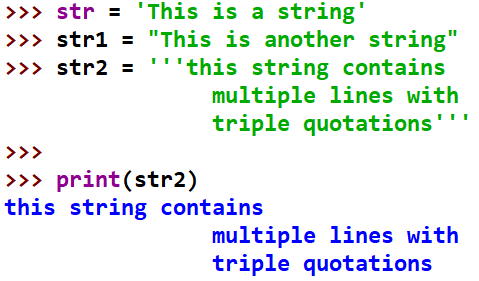 >>> str = 'This is a string'
>>> str1 = "This is another string"
>>> str2 = '''this string contains
                multiple lines with
                triple quotations'''
>>>
>>> print(str2)
this string contains
                multiple lines with
                triple quotations